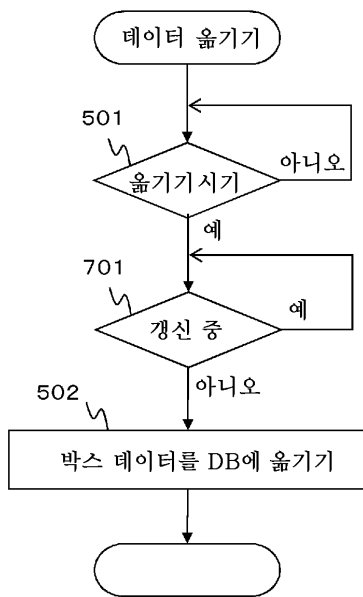 데이터 옮기기
501
옮기기시기
아니오
예
701
갱신 중
예
아니오
502
박스 데이터를 DB에 옮기기